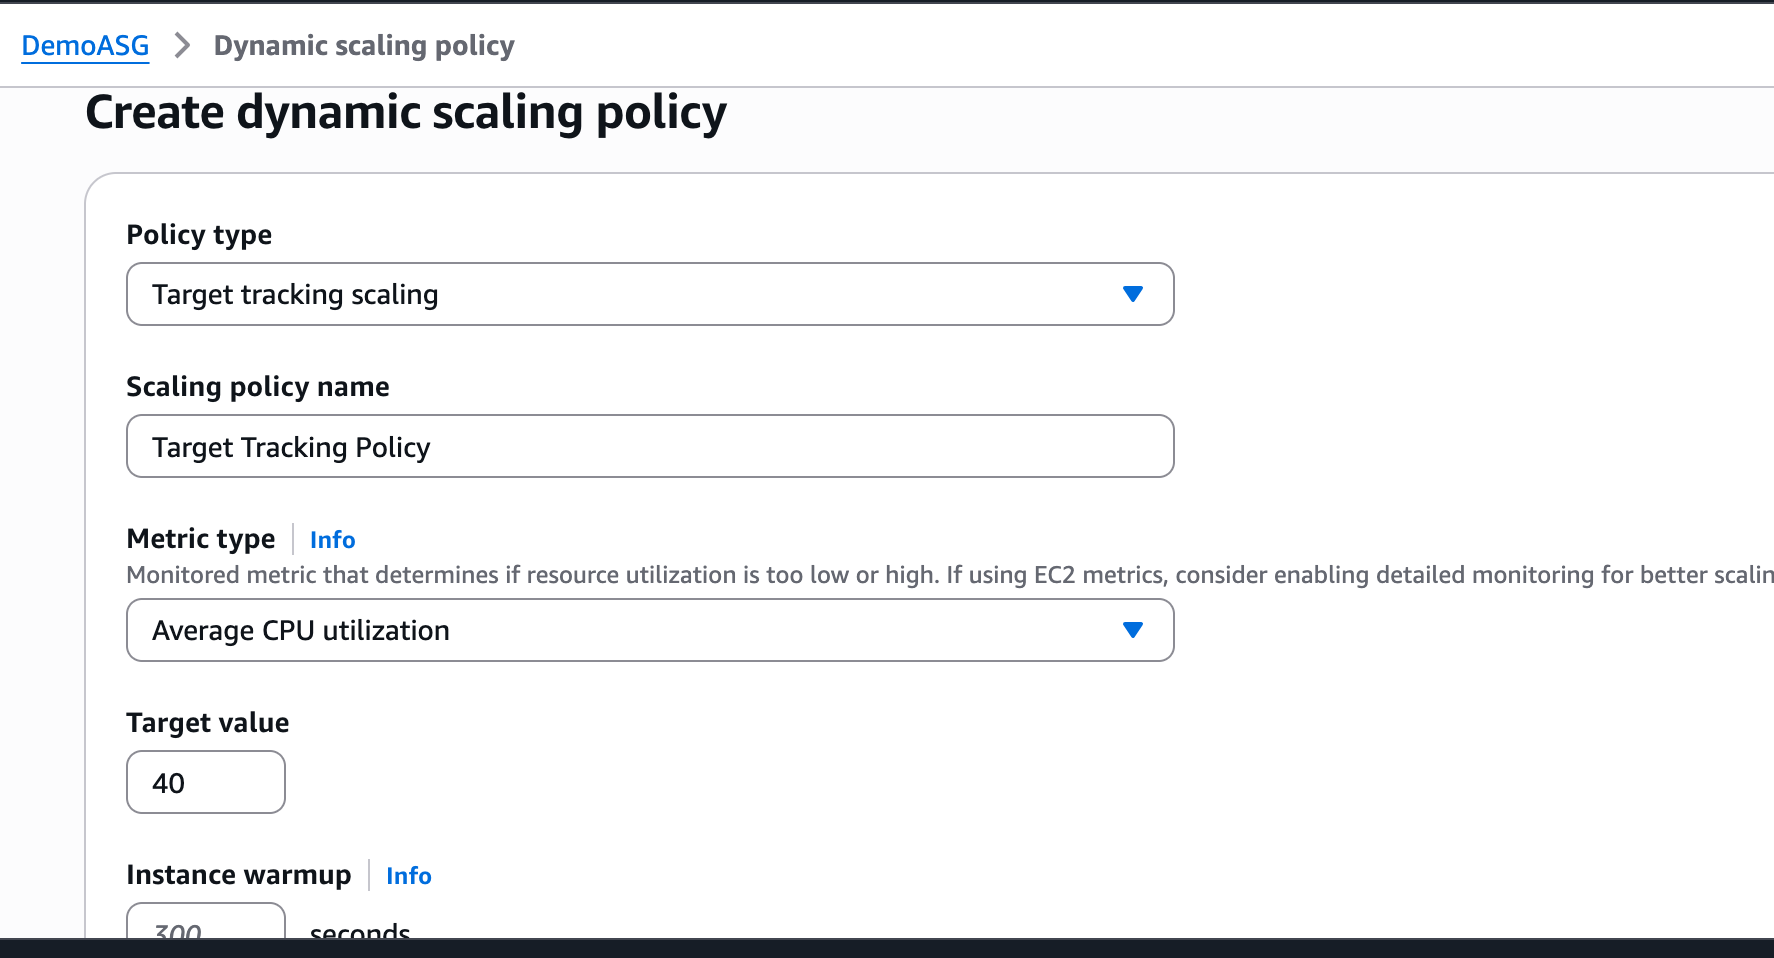 DemoASG > Dynamic scaling policy
Create dynamic scaling policy
Policy type
Target tracking scaling
Scaling policy name
Target Tracking Policy
Metric type Info
Monitored metric that determines if resource utilization is too low or high. If using EC2 metrics, consider enabling detailed monitoring for better scalin
Average CPU utilization
Target value
40
Instance warmup Info
300 seconds